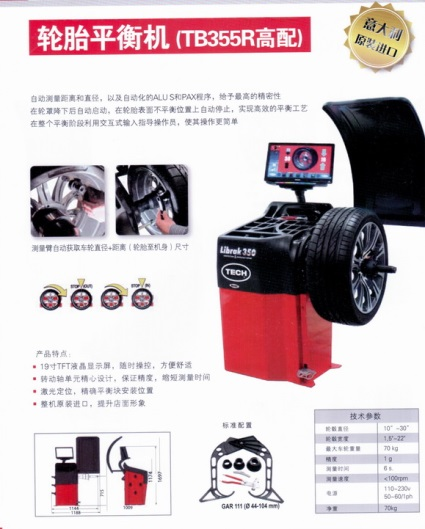 轮胎平衡机(TB355R高配)
意大利
原装进口
自动测量距离和直径，以及自动化的ALU S和PAX程序，给予最高的精密性
在轮罩降下后自动启动，在轮胎表面不平衡位置上自动停止，实现高效的平衡工艺
在整个平衡阶段利用交互式输入指导操作员，使其操作更简单
Librak 350
TECH
测量臂自动获取车轮直径+距离（轮胎至机身）尺寸
STOP STOP
产品特点：
19寸TFT液晶显示屏，随时操控，方便舒适
转动轴单元精心设计，保证精度，缩短测量时间
激光定位，精确平衡块安装位置
整机原装进口，提升店面形象
标准配置
GAR 111 (Ø 44-104 mm)
技术参数
轮辋直径 10"-30"
轮辋宽度 1,5"-22"
最大车轮重量 70 kg
精度 1 g
测量时间 6 s.
测量速度 <100rpm
电源 110-230v
50-60/1ph
净重 70kg